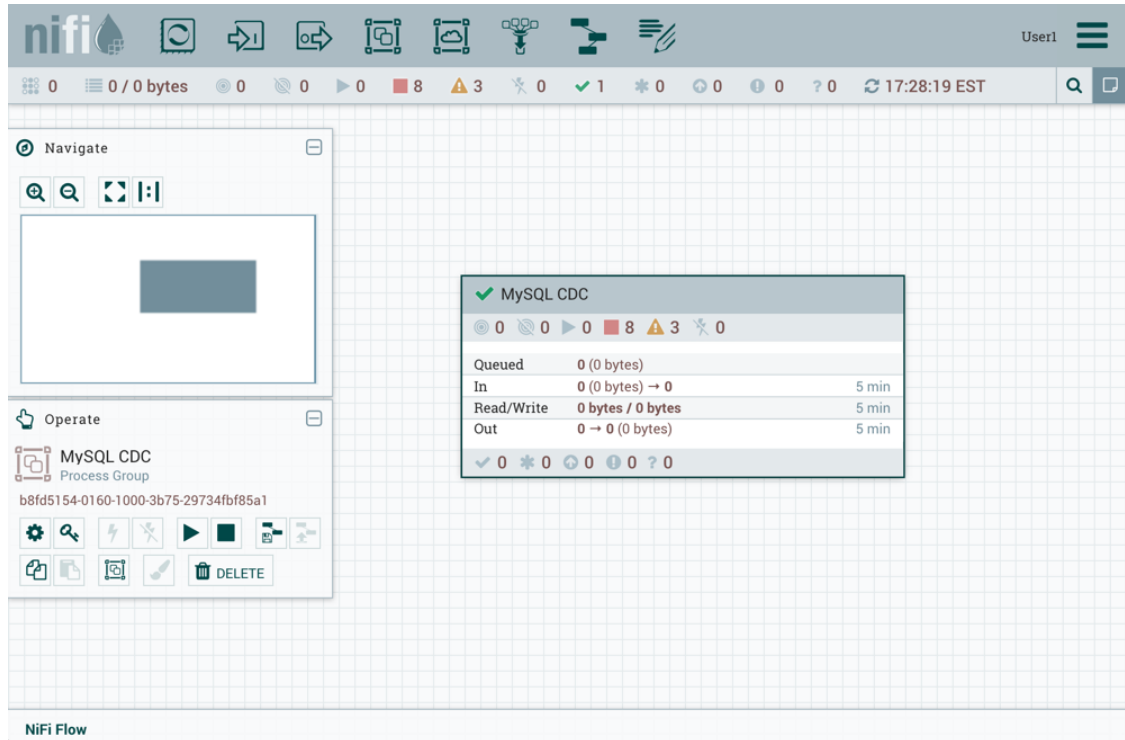 nifi
User1
0 0 / 0 bytes 0 0 0 8 3 0 1 0 0 0 ? 0 17:28:19 EST
Navigate
MySQL CDC
0 0 0 8 3 0
Queued 0 (0 bytes)
In 0 (0 bytes) → 0 5 min
Read/Write 0 bytes / 0 bytes 5 min
Out 0 → 0 (0 bytes) 5 min
0 0 0 0 ? 0
Operate
MySQL CDC
Process Group
b8fd5154-0160-1000-3b75-29734fbf85a1
DELETE
NiFi Flow